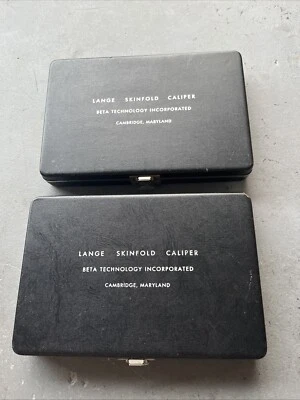 LANGE SKINFOLD CALIPER
BETA TECHNOLOGY INCORPORATED
CAMBRIDGE, MARYLAND
LANGE SKINFOLD CALIPER
BETA TECHNOLOGY INCORPORATED
CAMBRIDGE, MARYLAND